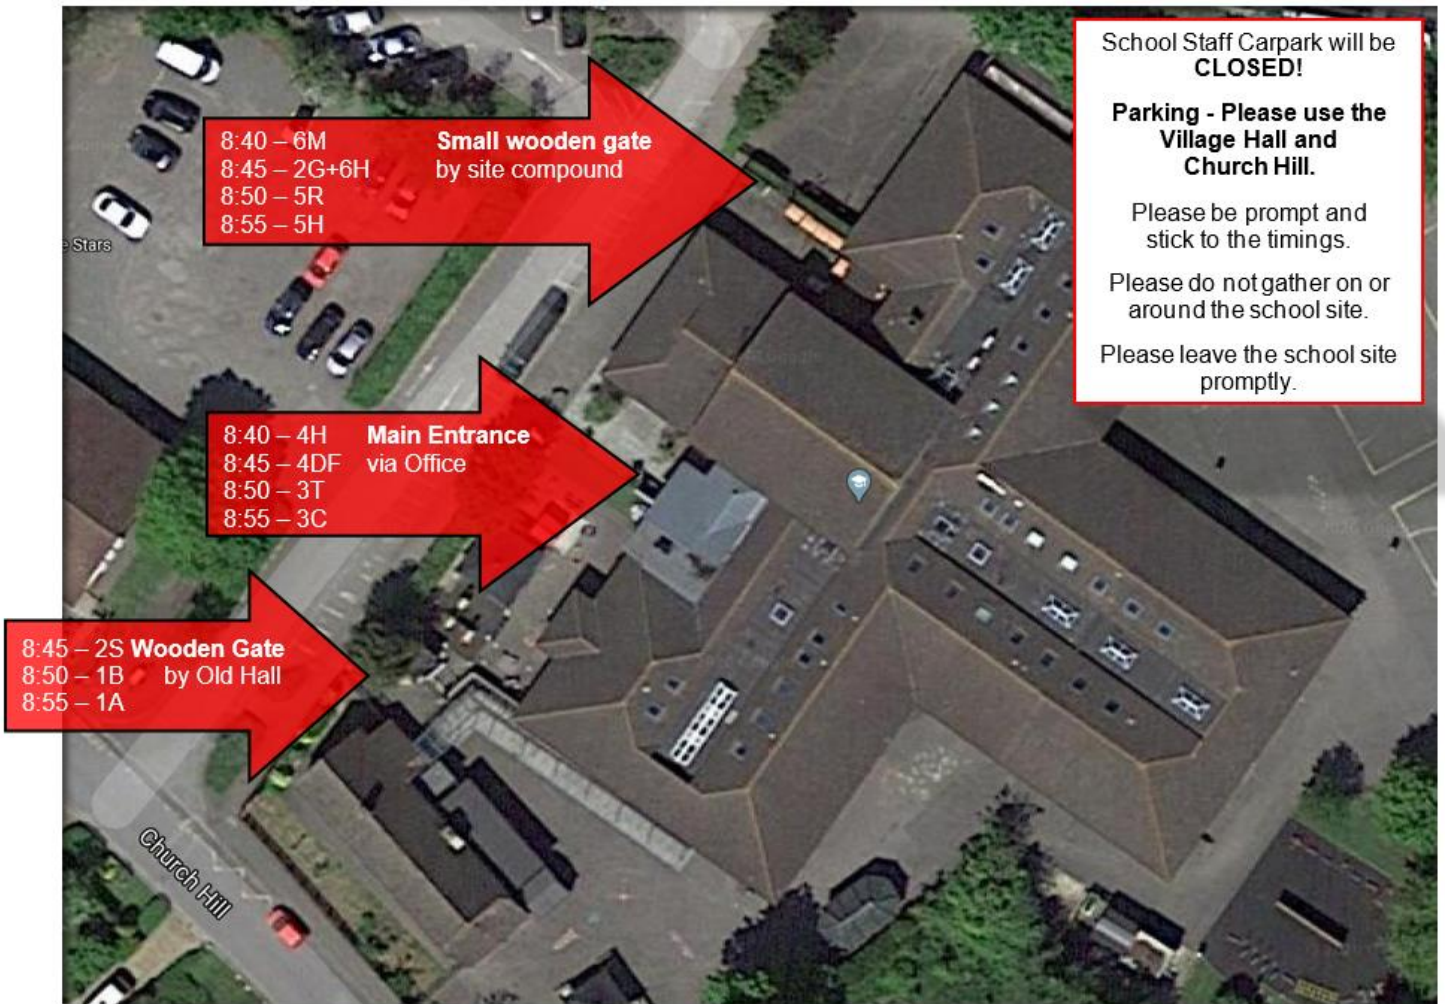 School Staff Carpark will be
CLOSED!
Parking - Please use the
Village Hall and
Church Hill.
Please be prompt and
stick to the timings.
Please do not gather on or
around the school site.
Please leave the school site
promptly.
8:40 – 6M Small wooden gate
8:45 – 2G+6H by site compound
8:50 – 5R
8:55 – 5H
e Stars
8:40 – 4H Main Entrance
8:45 – 4DF via Office
8:50 – 3T
8:55 – 3C
8:45 – 2S Wooden Gate
8:50 – 1B by Old Hall
8:55 – 1A
Church Hill